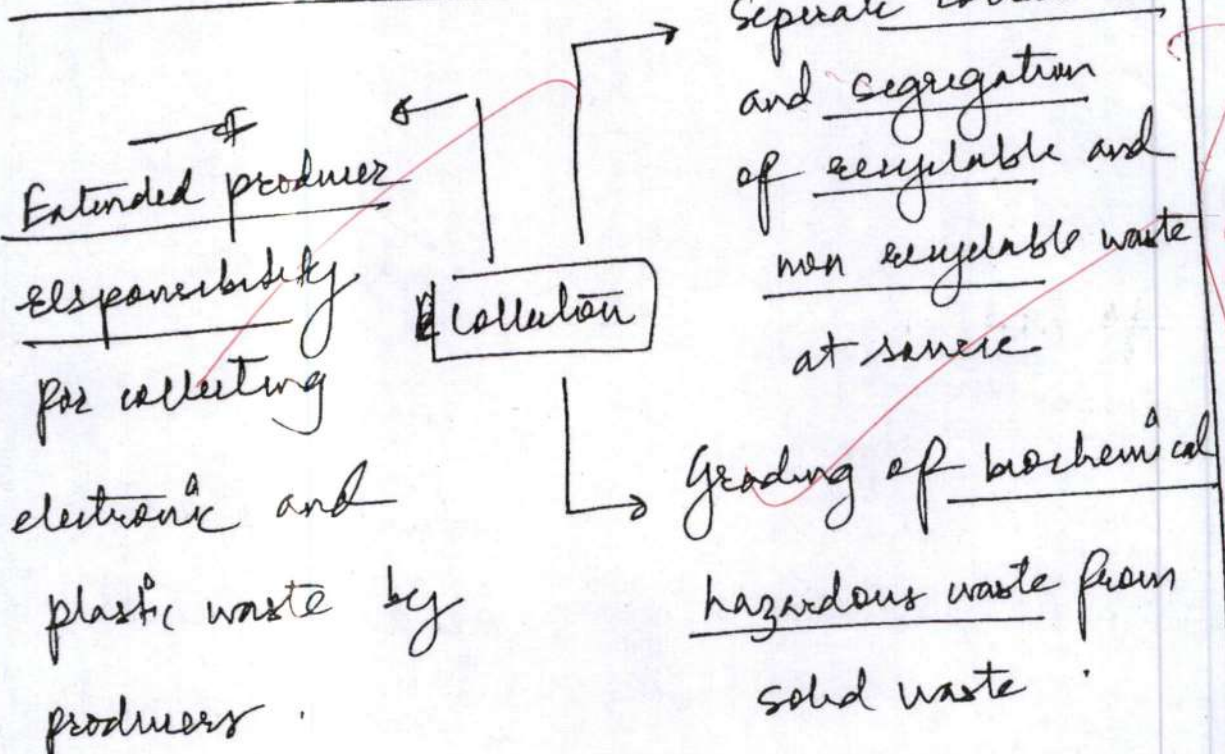 Extended producer
responsibility
for collecting
electronic and
plastic waste by
producers.
Collection
Seperate
and segregation
of recyclable and
non recyclable waste
at source.
Grading of biochemical
hazardous waste from
solid waste.